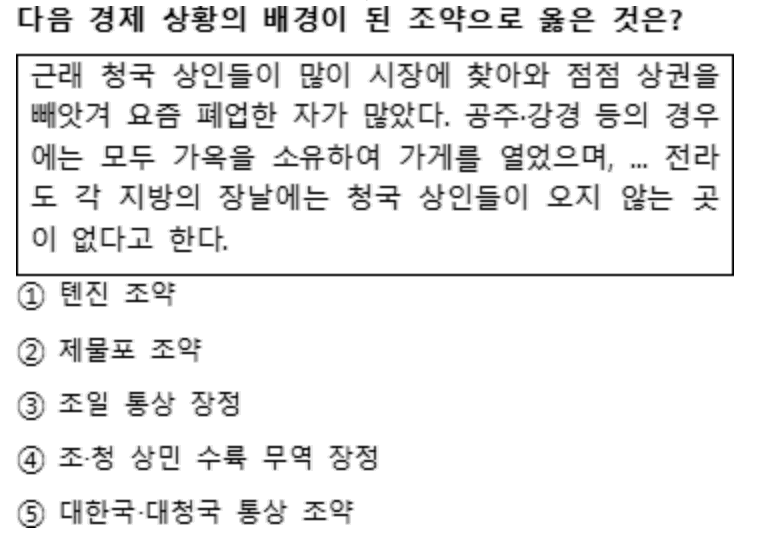 다음 경제 상황의 배경이 된 조약으로 옳은 것은?
근래 청국 상인들이 많이 시장에 찾아와 점점 상권을
빼앗겨 요즘 폐업한 자가 많았다. 공주·강경 등의 경우
에는 모두 가옥을 소유하여 가게를 열었으며, ... 전라
도 각 지방의 장날에는 청국 상인들이 오지 않는 곳
이 없다고 한다.
① 톈진 조약
② 제물포 조약
③ 조일 통상 장정
④ 조·청 상민 수륙 무역 장정
⑤ 대한국·대청국 통상 조약